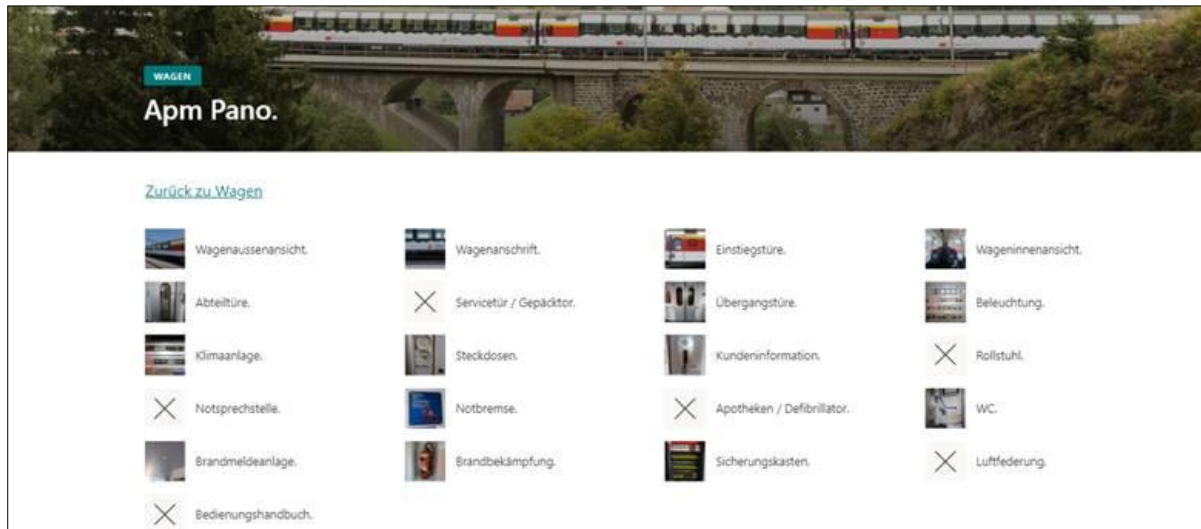 WAGEN
Apm Pano.
Zurück zu Wagen
Wagenaussenansicht.
Wagenanschrift.
Einstiegstüre.
Wageninnenansicht.
Abteiltüre.
Servicetür / Gepäcktor.
Übergangstüre.
Beleuchtung.
Klimaanlage.
Steckdosen.
Kundeninformation.
Rollstuhl.
Notsprechstelle.
Notbremse.
Apotheken / Defibrillator.
WC.
Brandmeldeanlage.
Brandbekämpfung.
Sicherungskasten.
Luftfederung.
Bedienungshandbuch.